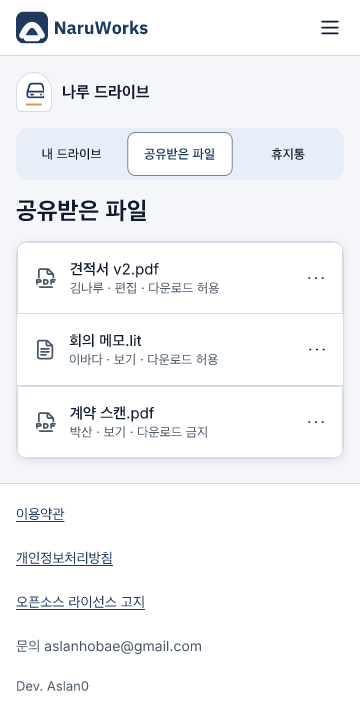 NaruWorks
나루 드라이브
내 드라이브
공유받은 파일
휴지통
공유받은 파일
PDF
견적서 v2.pdf
김나루 · 편집 · 다운로드 허용
회의 메모.lit
이바다 · 보기 · 다운로드 허용
PDF
계약 스캔.pdf
박산 · 보기 · 다운로드 금지
이용약관
개인정보처리방침
오픈소스 라이선스 고지
문의 aslanhobae@gmail.com
Dev. Aslan0